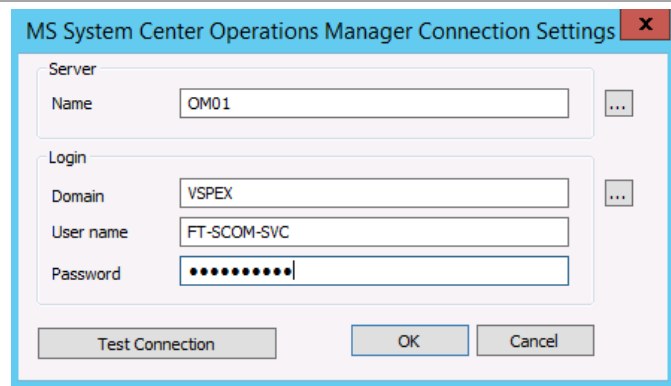 MS System Center Operations Manager Connection Settings x
Server
Name OM01 ...
Login
Domain VSPEX ...
User name FT-SCOM-SVC
Password ●●●●●●●●●●
Test Connection OK Cancel